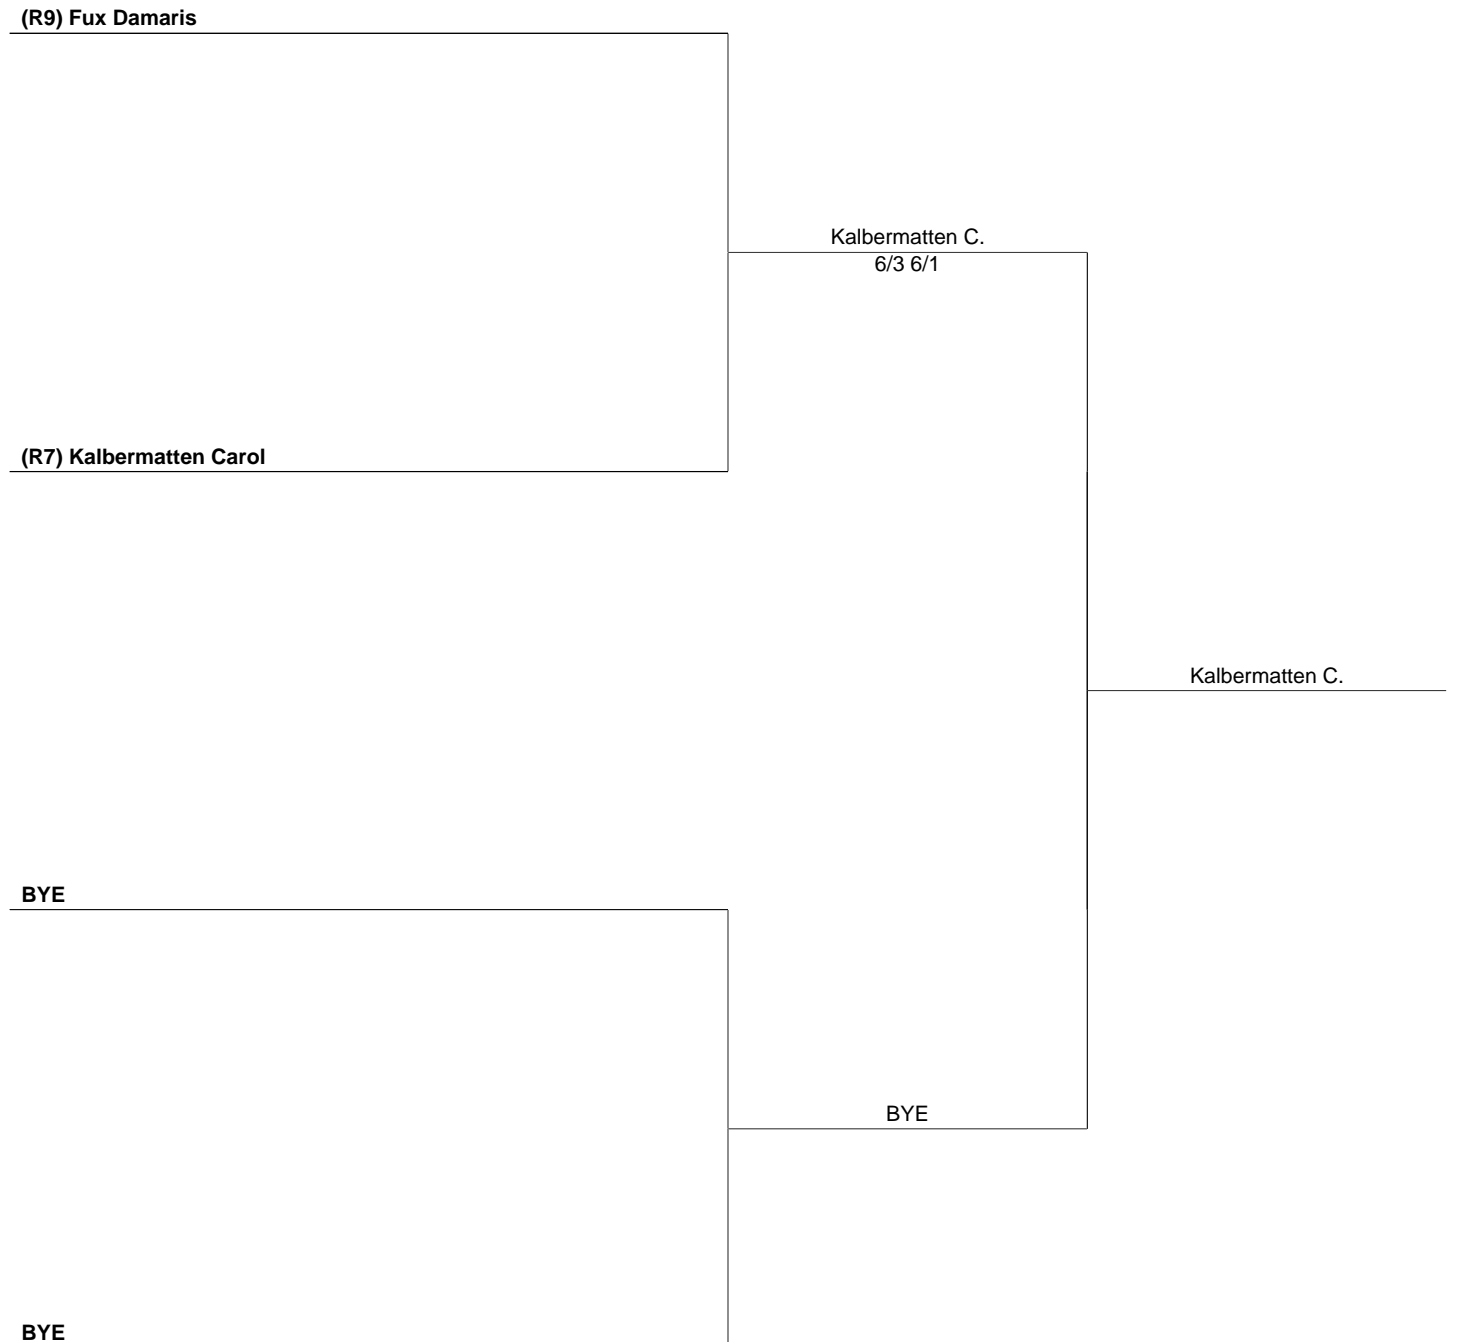 (R9) Fux Damaris
Kalbermatten C.
6/3 6/1
(R7) Kalbermatten Carol
Kalbermatten C.
BYE
BYE
BYE